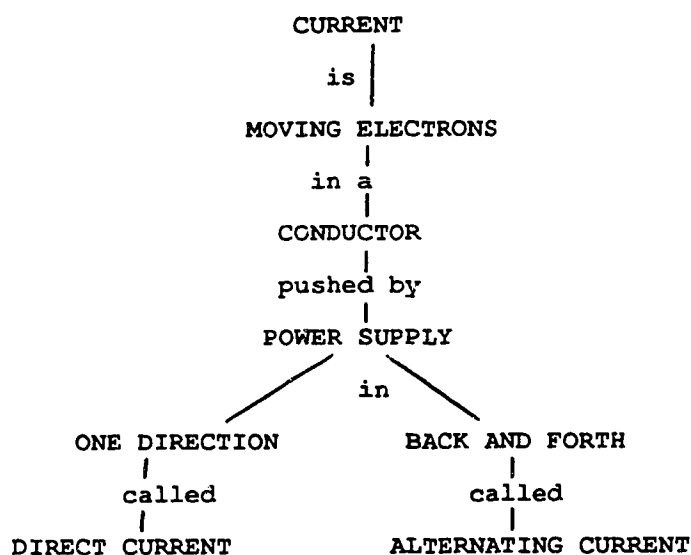 CURRENT
is
MOVING ELECTRONS
in a
CONDUCTOR
pushed by
POWER SUPPLY
in
ONE DIRECTION
BACK AND FORTH
called
called
DIRECT CURRENT
ALTERNATING CURRENT